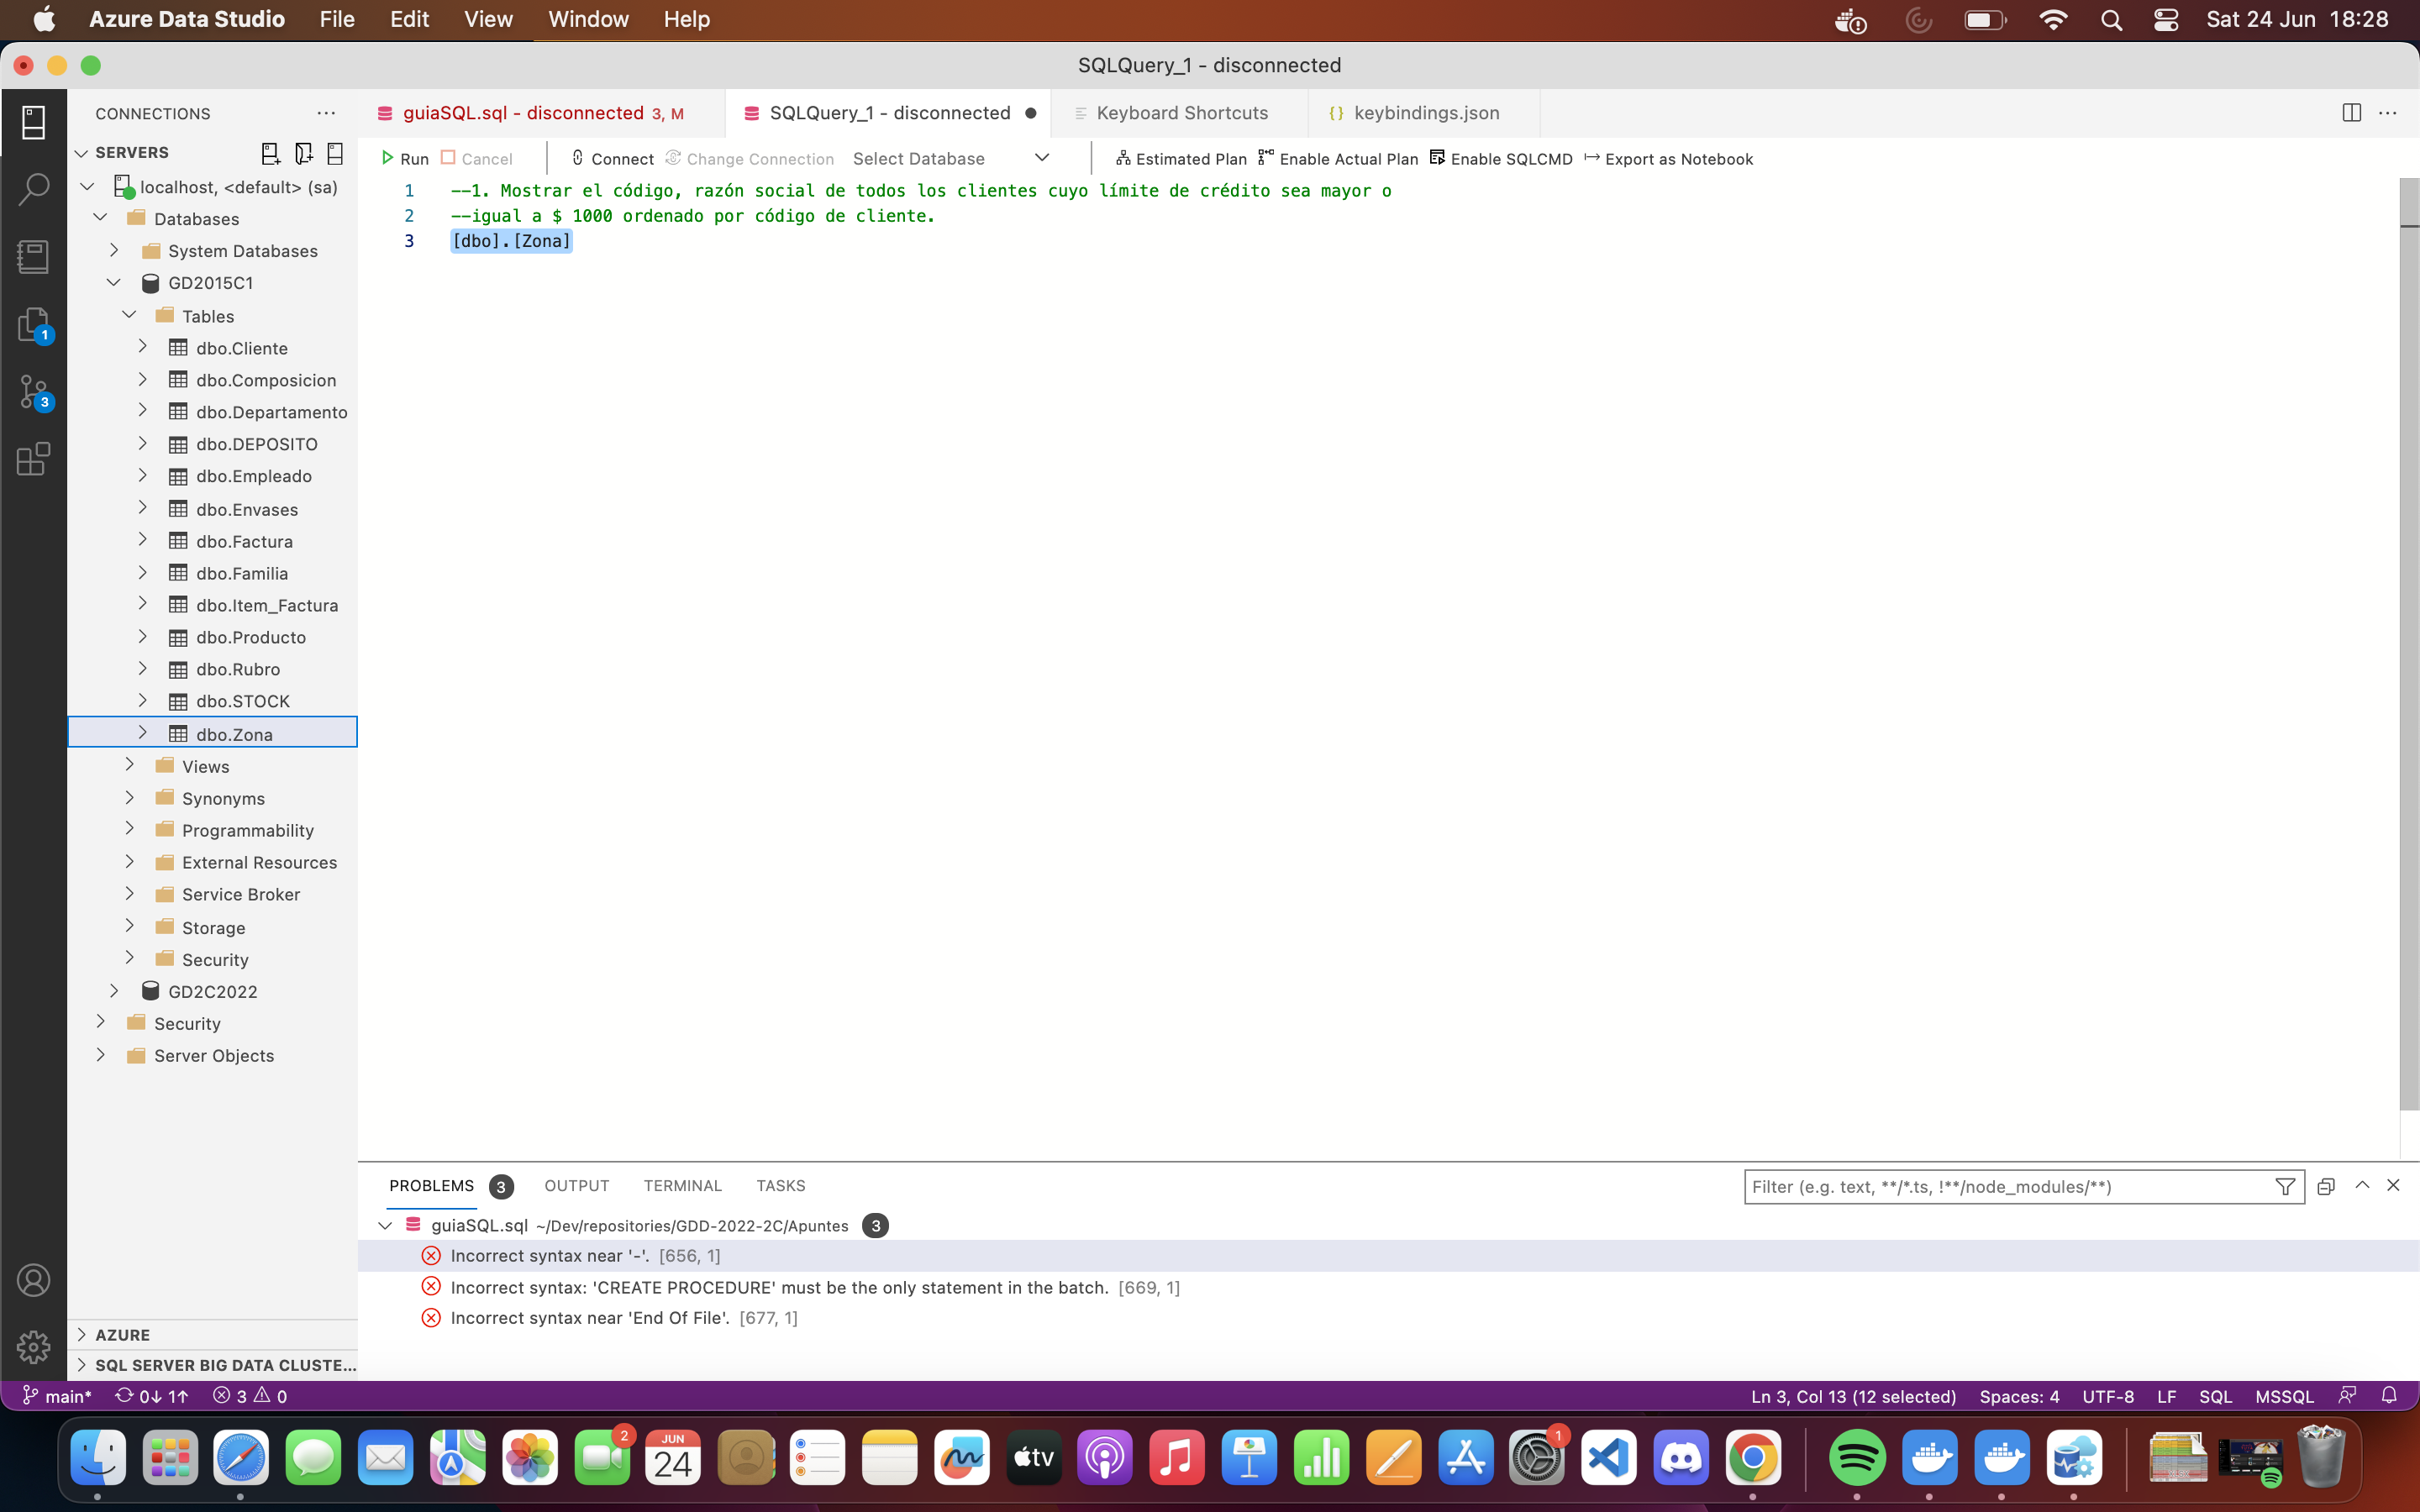 Azure Data Studio File Edit View Window Help Sat 24 Jun 18:28
SQLQuery_1 - disconnected
CONNECTIONS
guiaSQL.sql - disconnected 3, M
SQLQuery_1 - disconnected
Keyboard Shortcuts
{} keybindings.json
SERVERS
Run Cancel Connect Change Connection Select Database Estimated Plan Enable Actual Plan Enable SQLCMD Export as Notebook
localhost, <default> (sa)
Databases
System Databases
GD2015C1
Tables
dbo.Cliente
dbo.Composicion
dbo.Departamento
dbo.DEPOSITO
dbo.Empleado
dbo.Envases
dbo.Factura
dbo.Familia
dbo.Item_Factura
dbo.Producto
dbo.Rubro
dbo.STOCK
dbo.Zona
Views
Synonyms
Programmability
External Resources
Service Broker
Storage
Security
GD2C2022
Security
Server Objects
AZURE
SQL SERVER BIG DATA CLUSTE...
1
3
1 --1. Mostrar el código, razón social de todos los clientes cuyo límite de crédito sea mayor o
2 --igual a $ 1000 ordenado por código de cliente.
3 [dbo].[Zona]
PROBLEMS 3 OUTPUT TERMINAL TASKS
Filter (e.g. text, **/*.ts, !**/node_modules/**)
guiaSQL.sql ~/Dev/repositories/GDD-2022-2C/Apuntes 3
Incorrect syntax near '-'. [656, 1]
Incorrect syntax: 'CREATE PROCEDURE' must be the only statement in the batch. [669, 1]
Incorrect syntax near 'End Of File'. [677, 1]
main* 0↓ 1↑ 3 0 Ln 3, Col 13 (12 selected) Spaces: 4 UTF-8 LF SQL MSSQL
2
JUN
24
tv
1